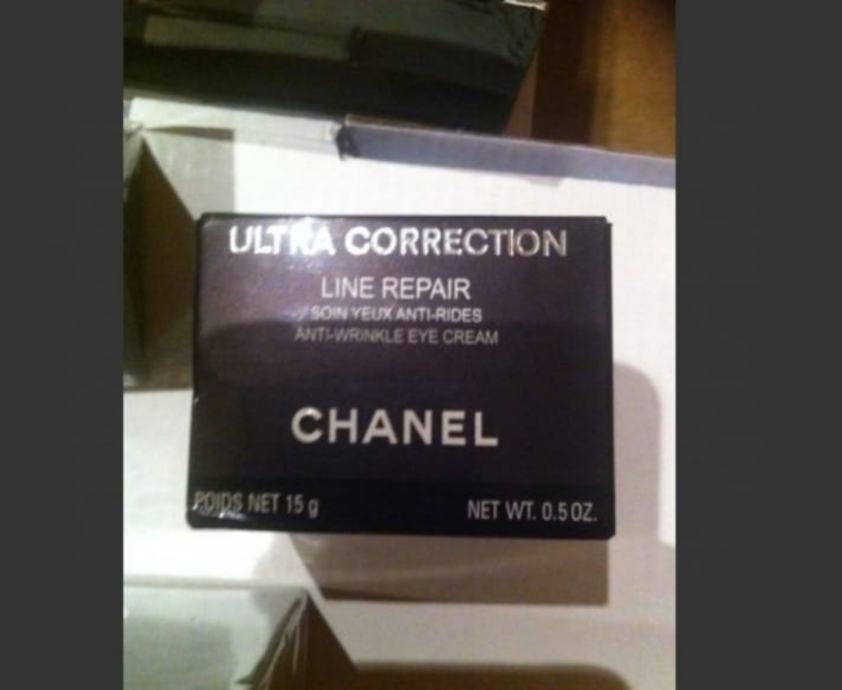 ULTRA CORRECTION
LINE REPAIR
SOIN YEUX ANTI-RIDES
ANTI-WRINKLE EYE CREAM
CHANEL
POIDS NET 15 g
NET WT. 0.5 OZ.